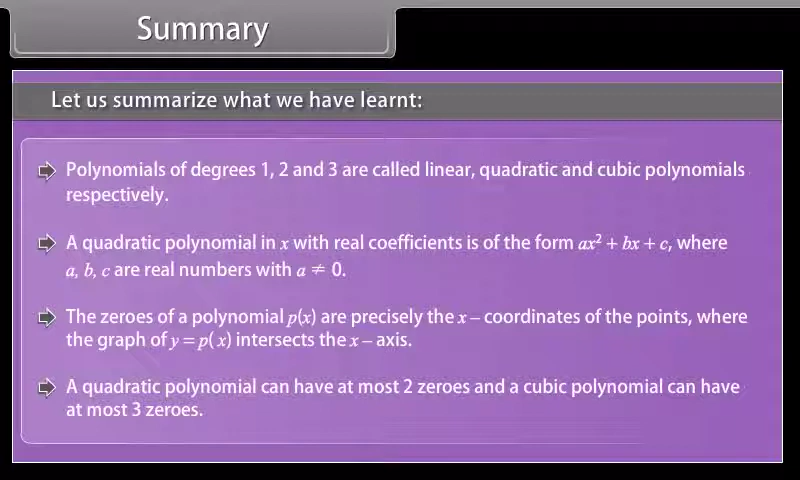 Summary
Let us summarize what we have learnt:
Polynomials of degrees 1, 2 and 3 are called linear, quadratic and cubic polynomials
respectively.
A quadratic polynomial in x with real coefficients is of the form ax² + bx + c, where
a, b, c are real numbers with a ≠ 0.
The zeroes of a polynomial p(x) are precisely the x – coordinates of the points, where
the graph of y = p( x) intersects the x – axis.
A quadratic polynomial can have at most 2 zeroes and a cubic polynomial can have
at most 3 zeroes.